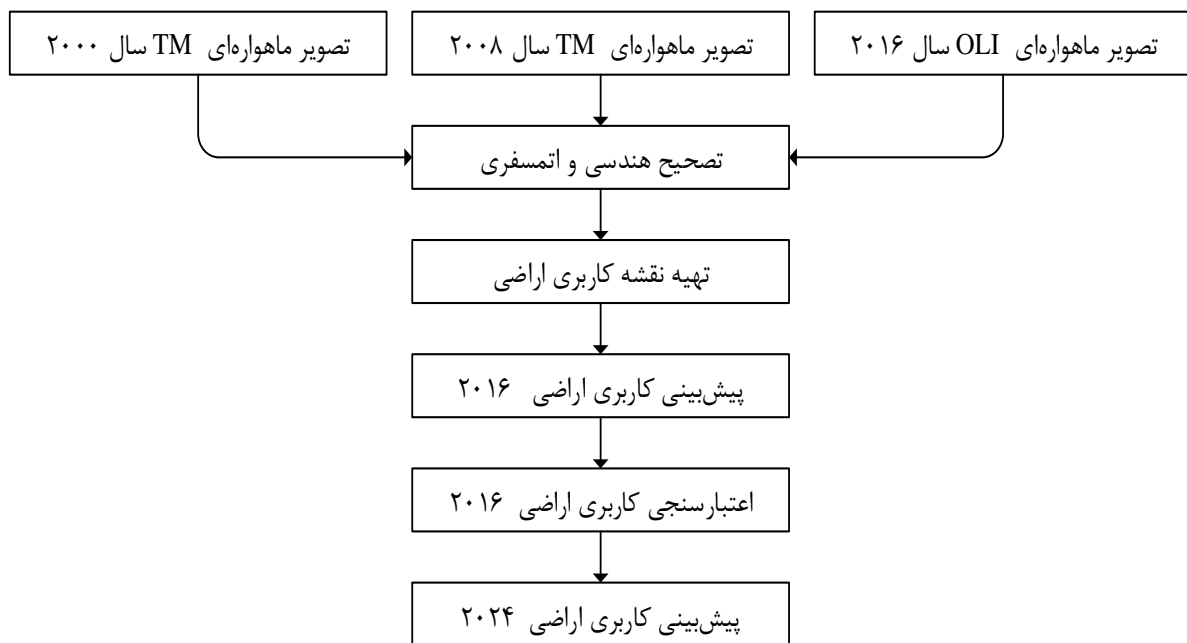 تصویر ماهواره‌ای OLI سال ۲۰۱۶
تصویر ماهواره‌ای TM سال ۲۰۰۸
تصویر ماهواره‌ای TM سال ۲۰۰۰
تصحیح هندسی و اتمسفری
تهیه نقشه کاربری اراضی
پیش‌بینی کاربری اراضی ۲۰۱۶
اعتبارسنجی کاربری اراضی ۲۰۱۶
پیش‌بینی کاربری اراضی ۲۰۲۴